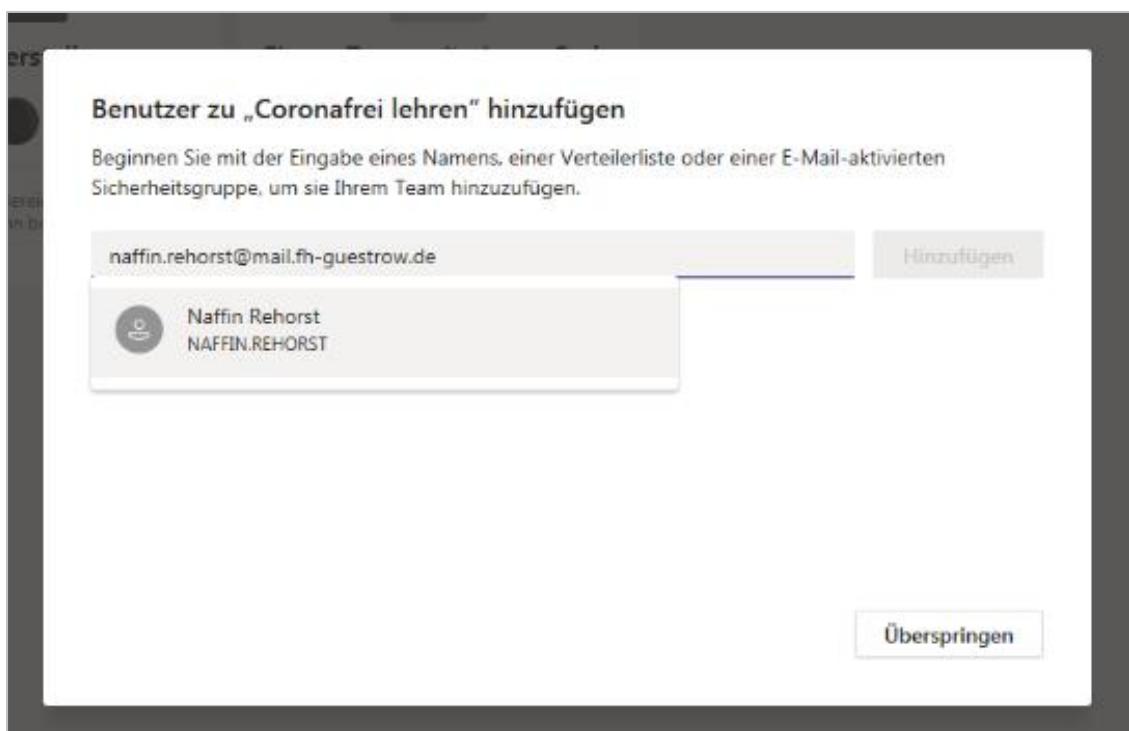 Benutzer zu „Coronafrei lehren“ hinzufügen
Beginnen Sie mit der Eingabe eines Namens, einer Verteilerliste oder einer E-Mail-aktivierten
Sicherheitsgruppe, um sie Ihrem Team hinzuzufügen.
naffin.rehorst@mail.fh-guestrow.de
Hinzufügen
Naffin Rehorst
NAFFIN.REHORST
Überspringen